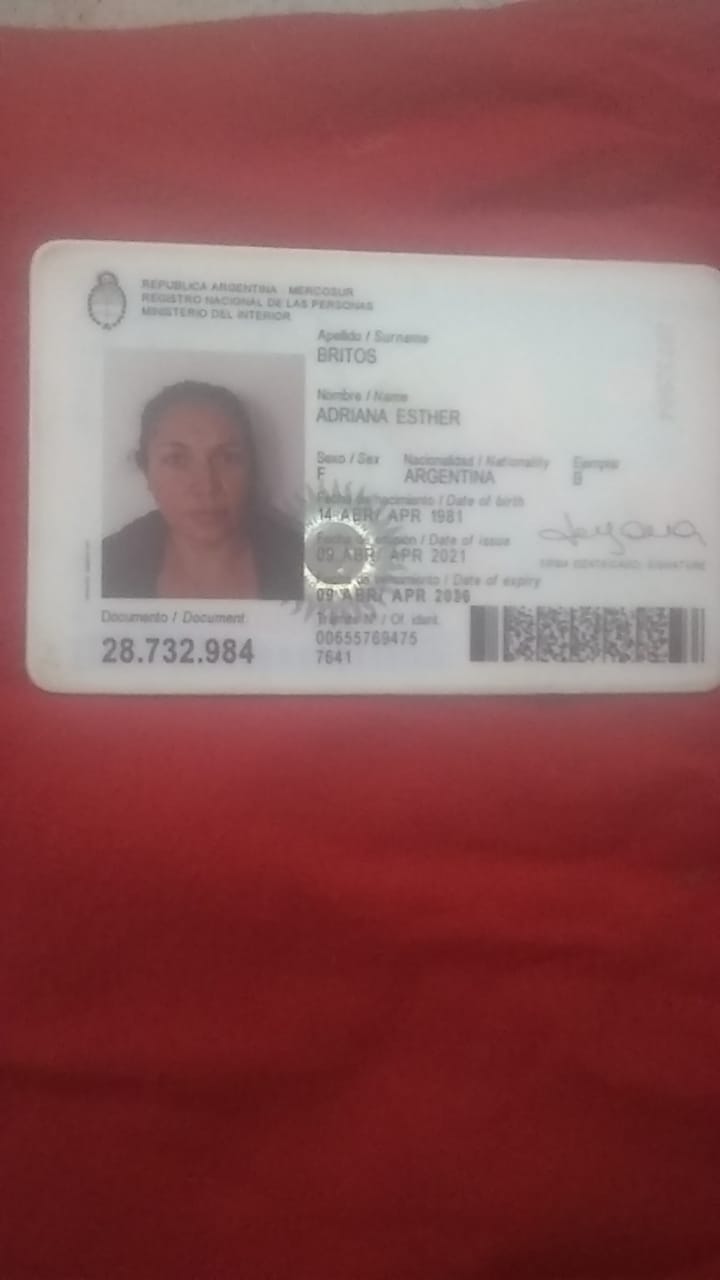 REPUBLICA ARGENTINA - MERCOSUR
REGISTRO NACIONAL DE LAS PERSONAS
MINISTERIO DEL INTERIOR
Apellido / Surname
BRITOS
Nombre / Name
ADRIANA ESTHER
Sexo / Sex Nacionalidad / Nationality Ejemplar
F ARGENTINA B
Fecha de nacimiento / Date of birth
14 ABR/ APR 1981
Fecha de emisión / Date of issue
09 ABR/ APR 2021
Fecha de vencimiento / Date of expiry
09 ABR/ APR 2036
FIRMA IDENTIFICADO / SIGNATURE
Documento / Document
28.732.984
Trámite N° / Of. ident.
00655769475
7641